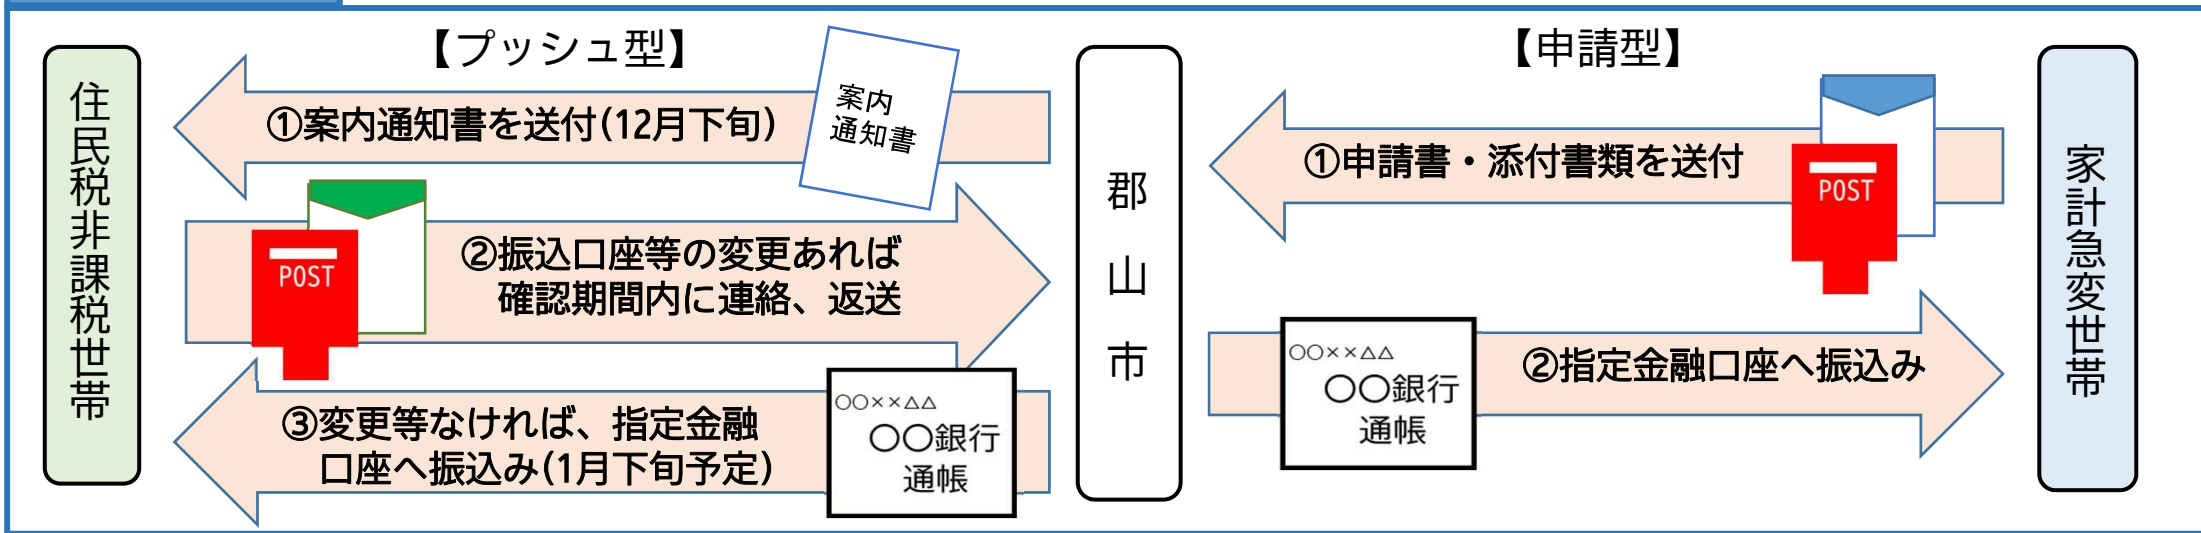 住民税非課税世帯
【プッシュ型】
①案内通知書を送付(12月下旬)
案内
通知書
POST
②振込口座等の変更あれば
確認期間内に連絡、返送
③変更等なければ、指定金融
口座へ振込み(1月下旬予定)
○○××△△
○○銀行
通帳
郡山市
【申請型】
①申請書・添付書類を送付
POST
○○××△△
○○銀行
通帳
②指定金融口座へ振込み
家計急変世帯